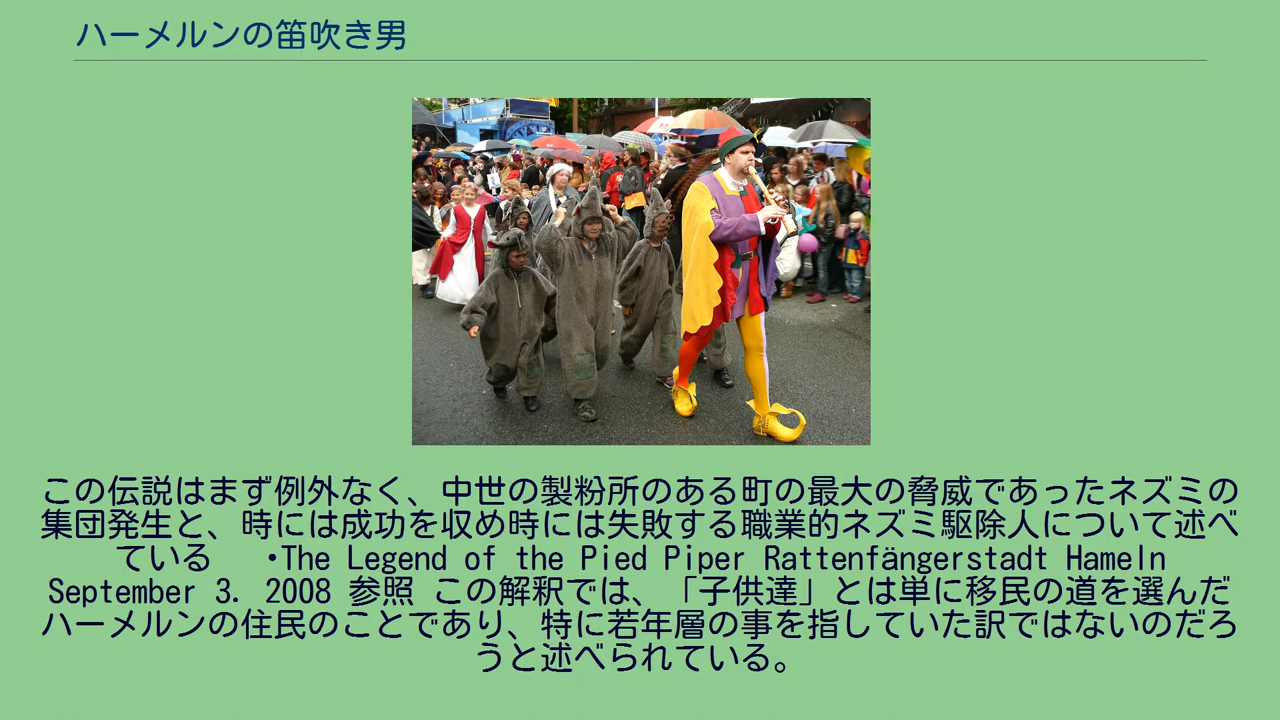 ハーメルンの笛吹き男
この伝説はまず例外なく、中世の製粉所のある町の最大の脅威であったネズミの
集団発生と、時には成功を収め時には失敗する職業的ネズミ駆除人について述べ
ている　•The Legend of the Pied Piper Rattenfängerstadt Hameln
September 3. 2008 参照 この解釈では、「子供達」とは単に移民の道を選んだ
ハーメルンの住民のことであり、特に若年層の事を指していた訳ではないのだろ
うと述べられている。